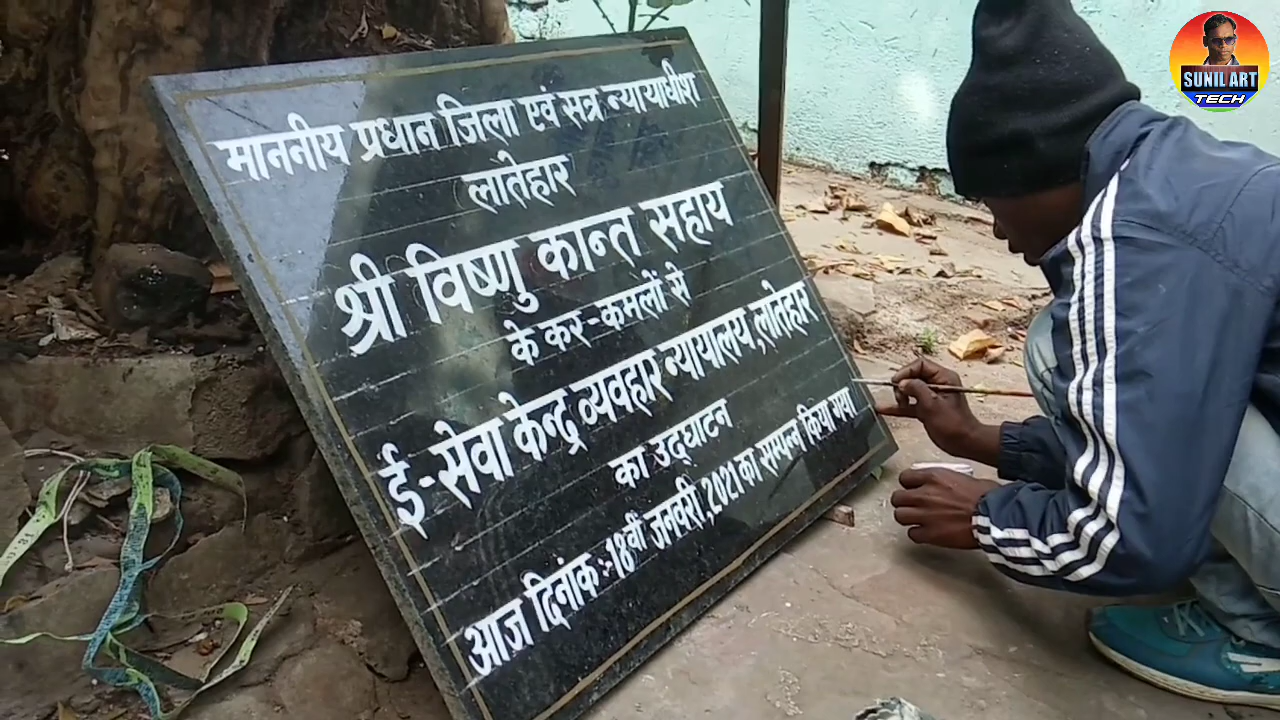 माननीय प्रधान जिला एवं सत्र न्यायाधीश
लातेहार
श्री विष्णु कान्त सहाय
के कर-कमलों से
ई-सेवा केन्द्र व्यवहार न्यायालय, लातेहार
का उद्घाटन
आज दिनांक :- 18वीं जनवरी, 2021 का सम्पन्न किया गया
SUNIL ART
TECH